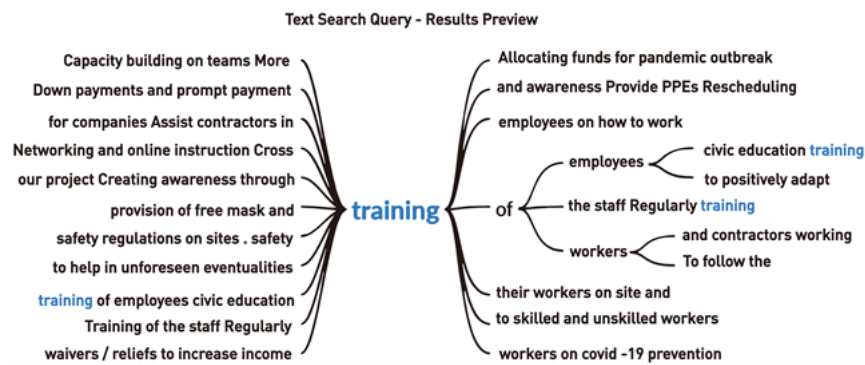 Text Search Query - Results Preview
Capacity building on teams More
Down payments and prompt payment
for companies Assist contractors in
Networking and online instruction Cross
our project Creating awareness through
provision of free mask and
safety regulations on sites . safety
to help in unforeseen eventualities
training of employees civic education
Training of the staff Regularly
waivers / reliefs to increase income
training
Allocating funds for pandemic outbreak
and awareness Provide PPEs Rescheduling
employees on how to work
of
employees
civic education training
to positively adapt
the staff Regularly training
workers
and contractors working
To follow the
their workers on site and
to skilled and unskilled workers
workers on covid -19 prevention